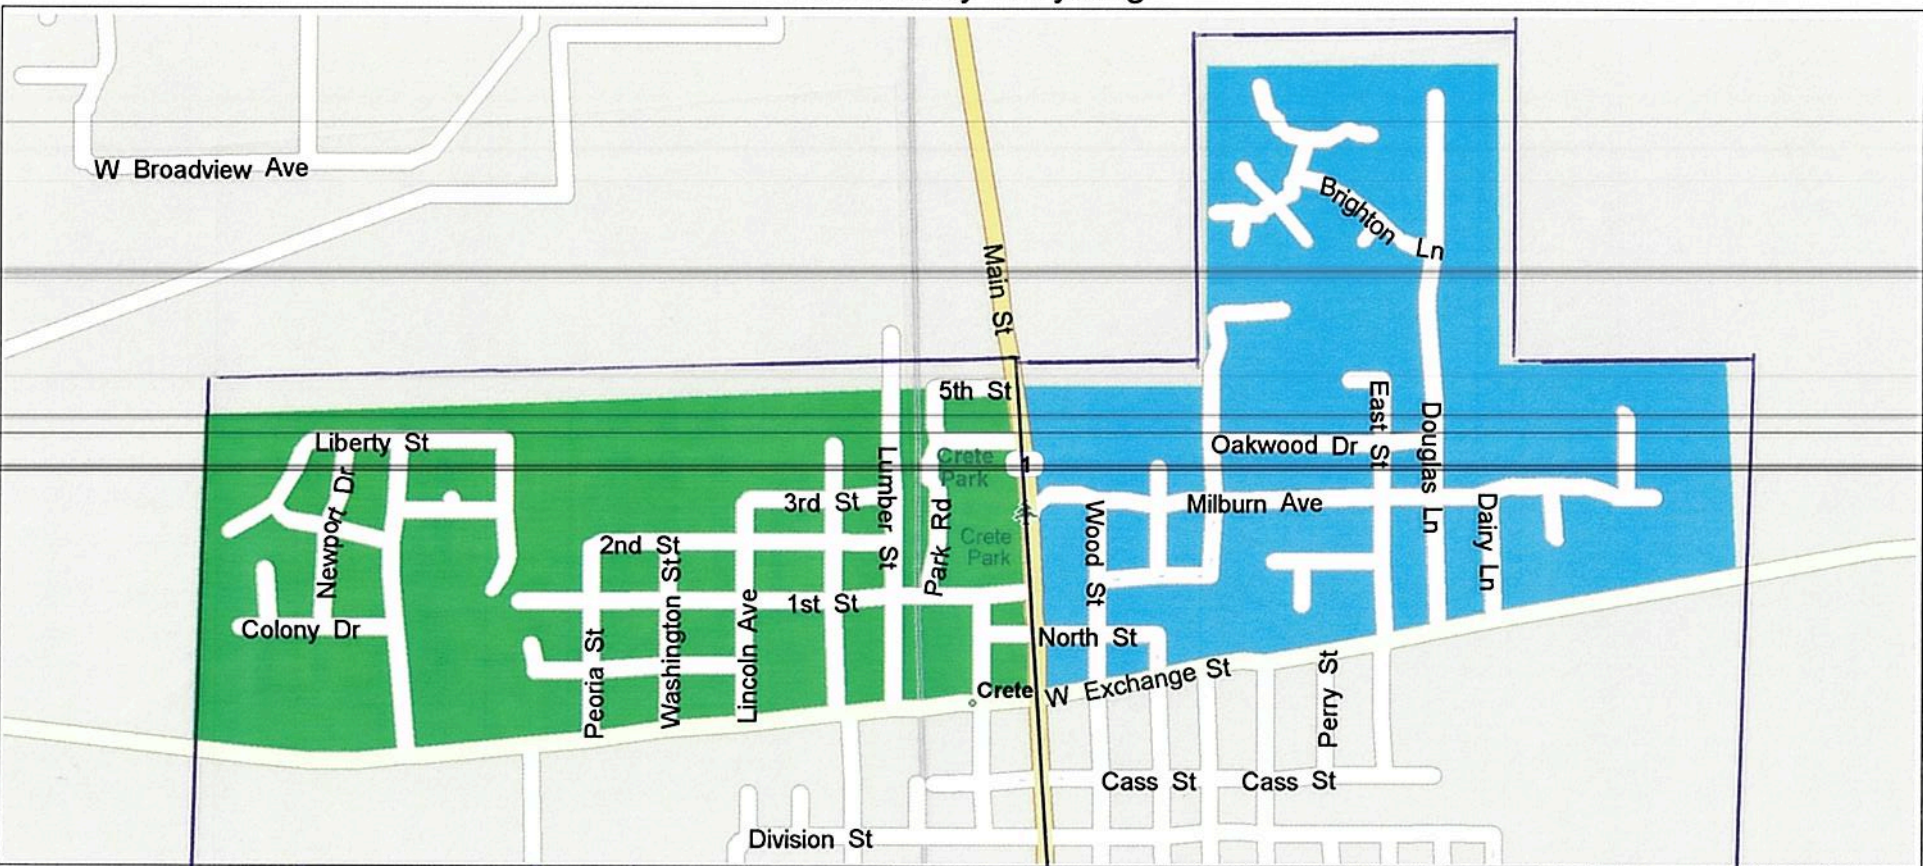 W Broadview Ave
Main St
Brighton Ln
5th St
Liberty St
Newport Dr
Crete
Park
1
Oakwood Dr
East St
Douglas Ln
3rd St
Lumber St
Park Rd
Wood St
Milburn Ave
Dairy Ln
2nd St
Crete
Park
Washington St
1st St
Lincoln Ave
Colony Dr
Peoria St
North St
Crete
W Exchange St
Perry St
Cass St
Cass St
Division St